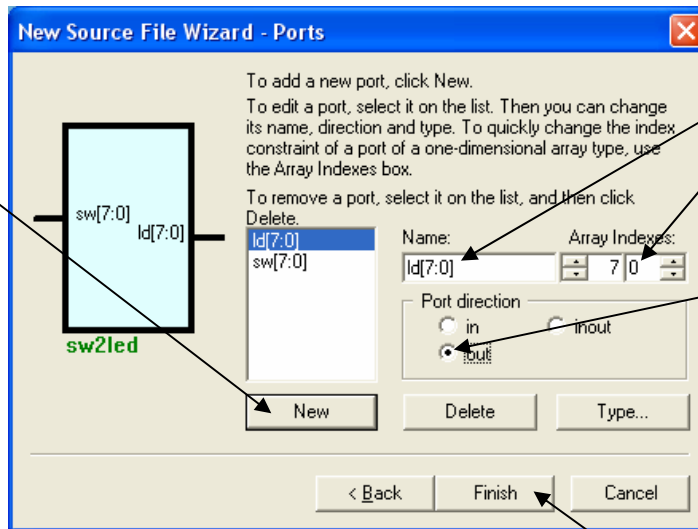 New Source File Wizard - Ports
To add a new port, click New.
To edit a port, select it on the list. Then you can change
its name, direction and type. To quickly change the index
constraint of a port of a one-dimensional array type, use
the Array Indexes box.
To remove a port, select it on the list, and then click
Delete.
sw[7:0]
ld[7:0]
sw2led
ld[7:0]
sw[7:0]
Name:
Array Indexes:
ld[7:0]
7 0
Port direction
in
inout
out
New
Delete
Type...
< Back
Finish
Cancel